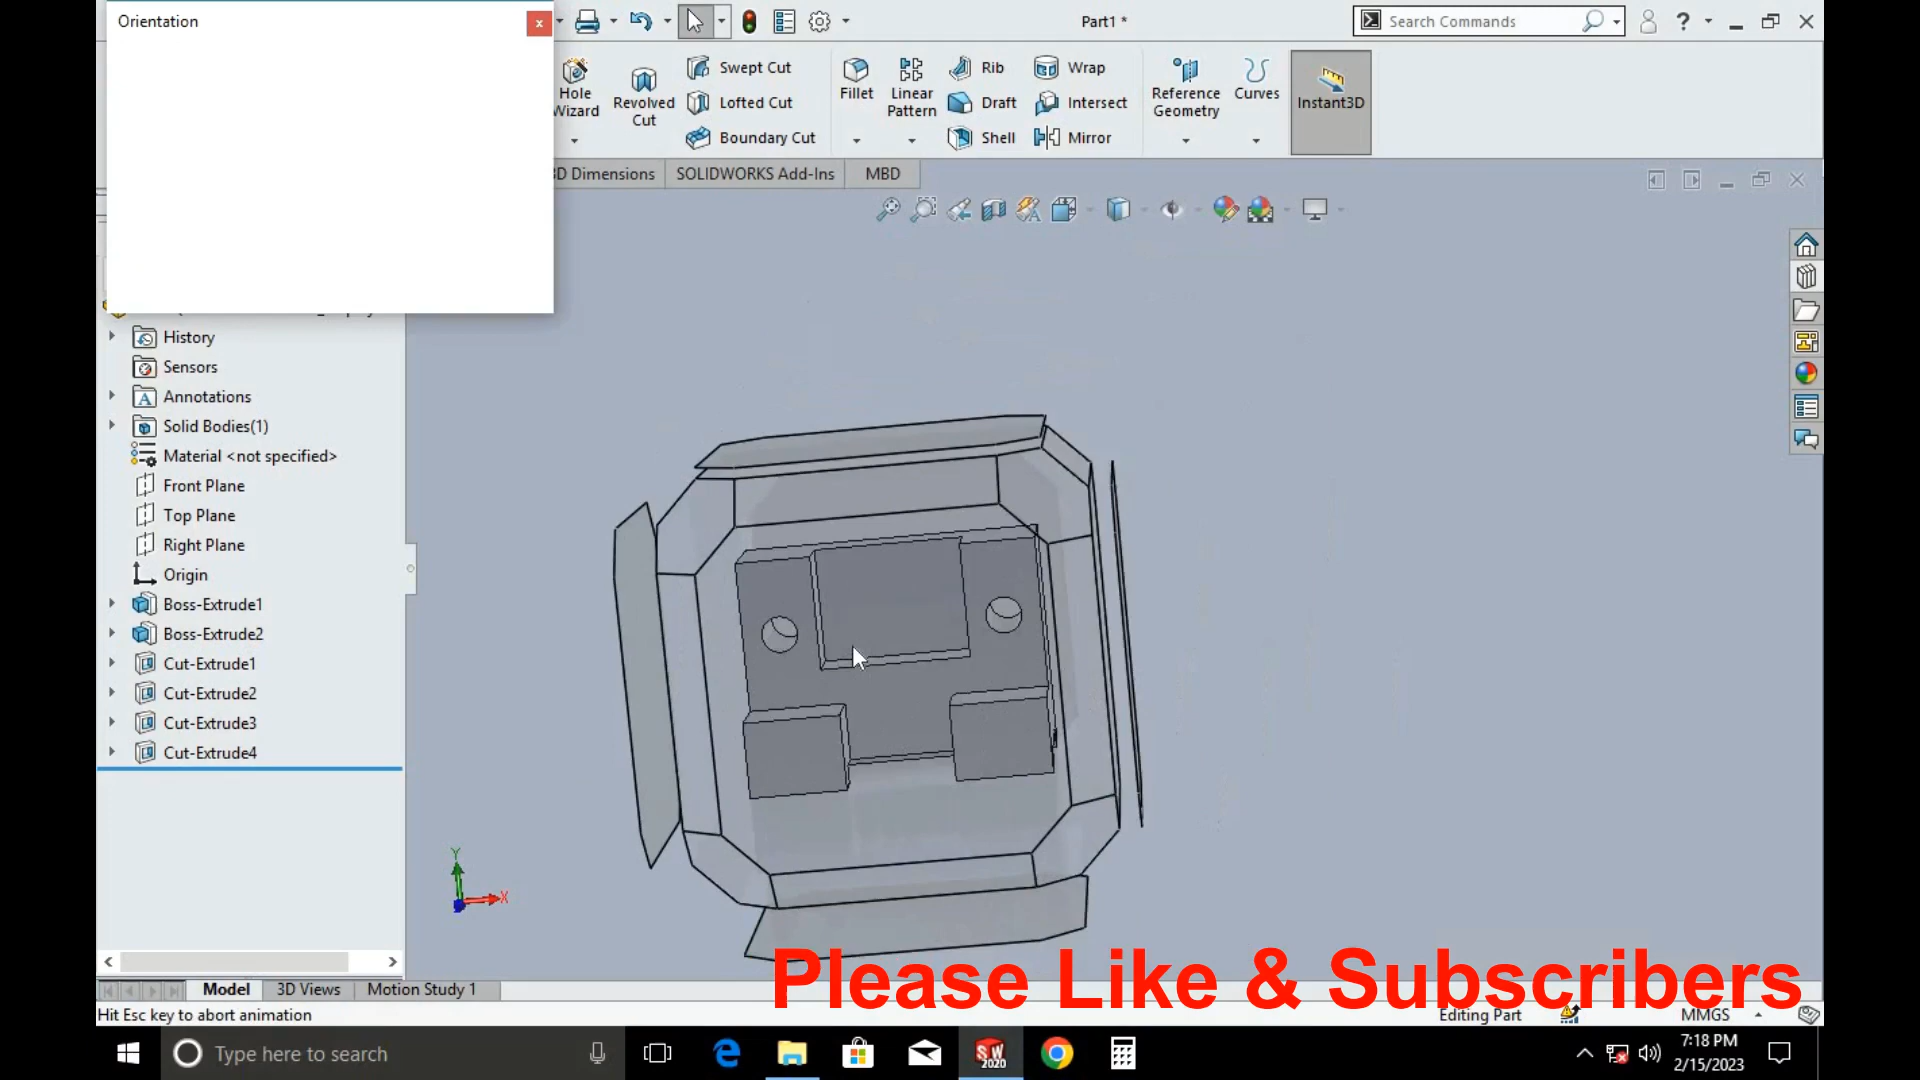 Orientation
x
Part1 *
Search Commands
?
Hole Wizard
Revolved Cut
Swept Cut
Lofted Cut
Boundary Cut
Fillet
Linear Pattern
Rib
Draft
Shell
Wrap
Intersect
Mirror
Reference Geometry
Curves
Instant3D
D Dimensions
SOLIDWORKS Add-Ins
MBD
History
Sensors
Annotations
Solid Bodies(1)
Material <not specified>
Front Plane
Top Plane
Right Plane
Origin
Boss-Extrude1
Boss-Extrude2
Cut-Extrude1
Cut-Extrude2
Cut-Extrude3
Cut-Extrude4
Y
X
Please Like & Subscribers
Model
3D Views
Motion Study 1
Hit Esc key to abort animation
Editing Part
MMGS
Type here to search
SW
2020
7:18 PM
2/15/2023